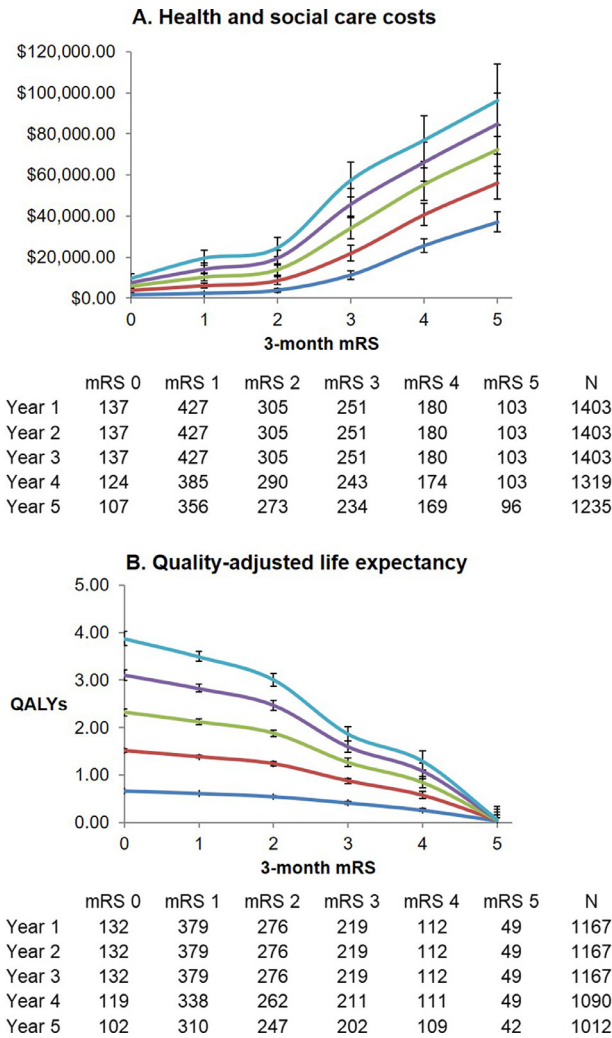 A. Health and social care costs
$120,000.00
$100,000.00
$80,000.00
$60,000.00
$40,000.00
$20,000.00
$0.00
0 1 2 3 4 5
3-month mRS
mRS 0 mRS 1 mRS 2 mRS 3 mRS 4 mRS 5 N
Year 1 137 427 305 251 180 103 1403
Year 2 137 427 305 251 180 103 1403
Year 3 137 427 305 251 180 103 1403
Year 4 124 385 290 243 174 103 1319
Year 5 107 356 273 234 169 96 1235
B. Quality-adjusted life expectancy
5.00
4.00
3.00
QALYs
2.00
1.00
0.00
0 1 2 3 4 5
3-month mRS
mRS 0 mRS 1 mRS 2 mRS 3 mRS 4 mRS 5 N
Year 1 132 379 276 219 112 49 1167
Year 2 132 379 276 219 112 49 1167
Year 3 132 379 276 219 112 49 1167
Year 4 119 338 262 211 111 49 1090
Year 5 102 310 247 202 109 42 1012